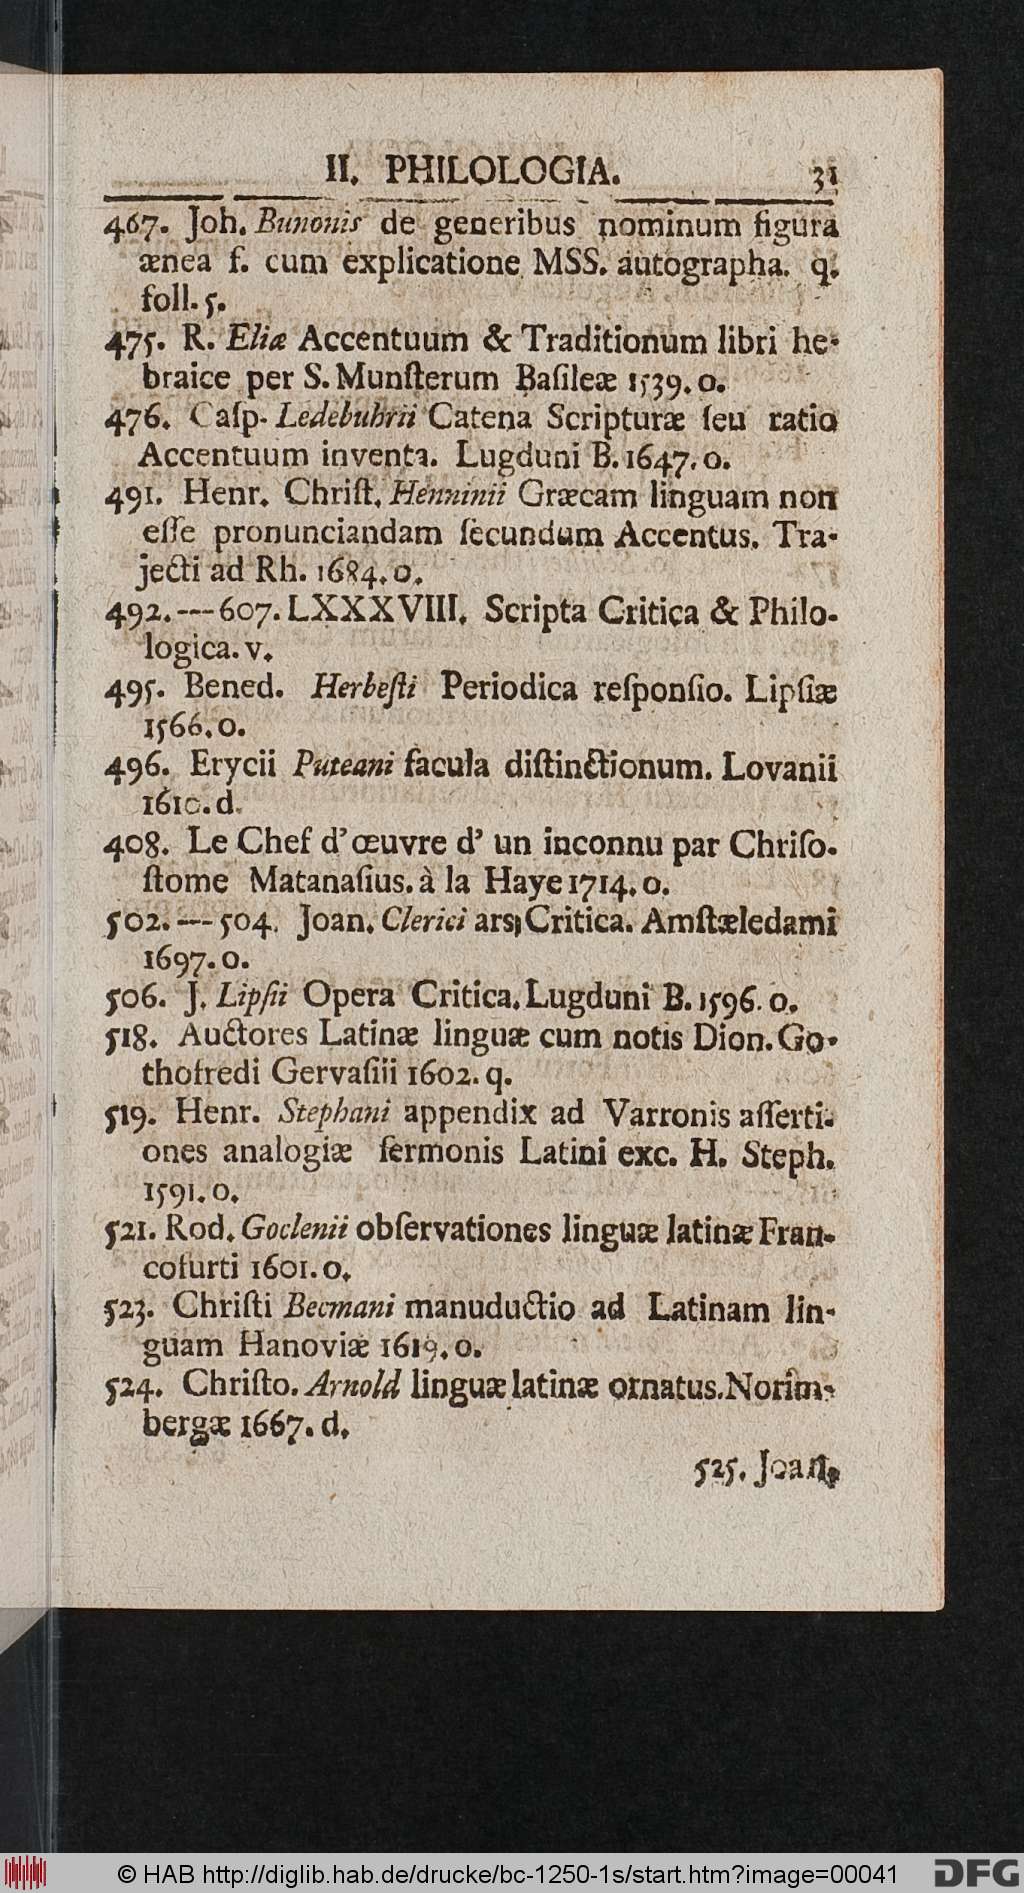 II. PHILOLOGIA. 31
467. Joh. Bunonis de generibus nominum figura
ænea f. cum explicatione MSS. autographa. q.
foll. 5.
475. R. Eliæ Accentuum & Traditionum libri he-
braice per S. Munſterum Baſileæ 1539. o.
476. Caſp. Ledebuhrii Catena Scripturæ ſeu ratio
Accentuum inventa. Lugduni B. 1647. o.
491. Henr. Chriſt. Henninii Græcam linguam non
eſſe pronunciandam ſecundum Accentus. Tra-
jecti ad Rh. 1684. o.
492. --- 607. LXXXVIII. Scripta Critica & Philo-
logica. v.
495. Bened. Herbeſti Periodica reſponſio. Lipſiæ
1566. o.
496. Erycii Puteani facula diſtinctionum. Lovanii
1610. d.
408. Le Chef d' œuvre d' un inconnu par Chriſo-
ſtome Matanaſius. à la Haye 1714. o.
502. --- 504. Joan. Clerici ars Critica. Amſtæledami
1697. o.
506. J. Lipſii Opera Critica. Lugduni B. 1596. o.
518. Auctores Latinæ linguæ cum notis Dion. Go-
thofredi Gervaſiii 1602. q.
519. Henr. Stephani appendix ad Varronis aſſerti-
ones analogiæ ſermonis Latini exc. H. Steph.
1591. o.
521. Rod. Goclenii obſervationes linguæ latinæ Fran-
cofurti 1601. o.
523. Chriſti Becmani manuductio ad Latinam lin-
guam Hanoviæ 1619. o.
524. Chriſto. Arnold linguæ latinæ ornatus. Norim-
bergæ 1667. d.
525. Joan.
© HAB http://diglib.hab.de/drucke/bc-1250-1s/start.htm?image=00041
DFG